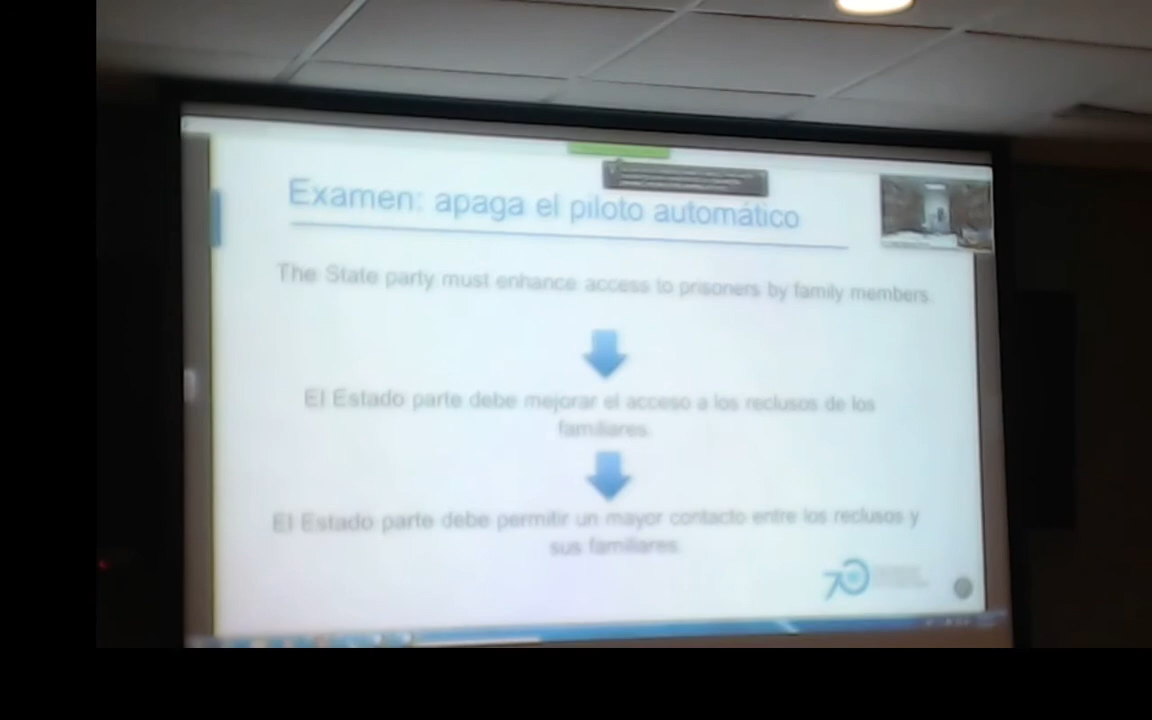 Examen: apaga el piloto automático
The State party must enhance access to prisoners by family members.
El Estado parte debe mejorar el acceso a los reclusos de los
familiares.
El Estado parte debe permitir un mayor contacto entre los reclusos y
sus familiares.
70